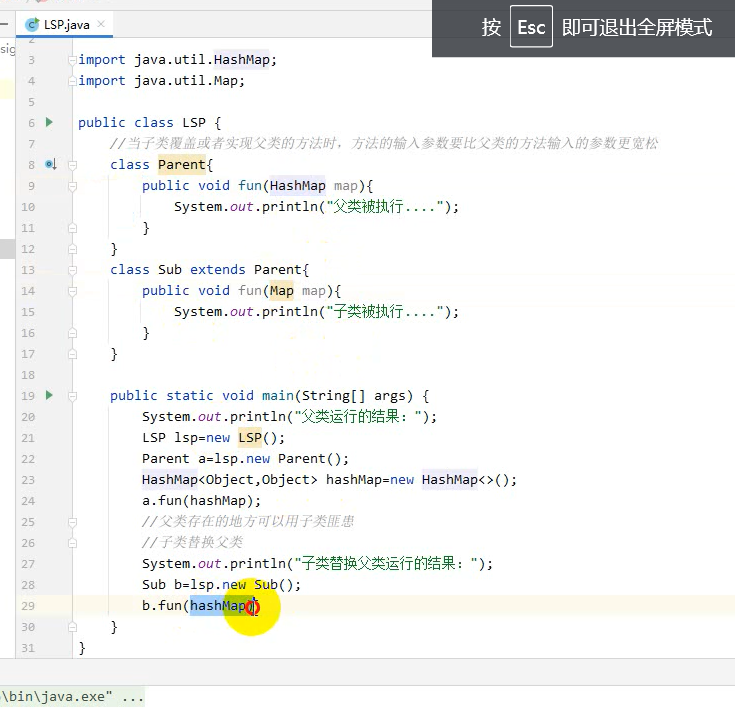 按 Esc 即可退出全屏模式
LSP.java
sig
2
3 import java.util.HashMap;
4 import java.util.Map;
5
6 public class LSP {
7 //当子类覆盖或者实现父类的方法时，方法的输入参数要比父类的方法输入的参数更宽松
8 class Parent{
9 public void fun(HashMap map){
10 System.out.println("父类被执行....");
11 }
12 }
13 class Sub extends Parent{
14 public void fun(Map map){
15 System.out.println("子类被执行....");
16 }
17 }
18
19 public static void main(String[] args) {
20 System.out.println("父类运行的结果：");
21 LSP lsp=new LSP();
22 Parent a=lsp.new Parent();
23 HashMap<Object,Object> hashMap=new HashMap<>();
24 a.fun(hashMap);
25 //父类存在的地方可以用子类匪患
26 //子类替换父类
27 System.out.println("子类替换父类运行的结果：");
28 Sub b=lsp.new Sub();
29 b.fun(hashMap
30 }
31 }
\bin\java.exe" ...